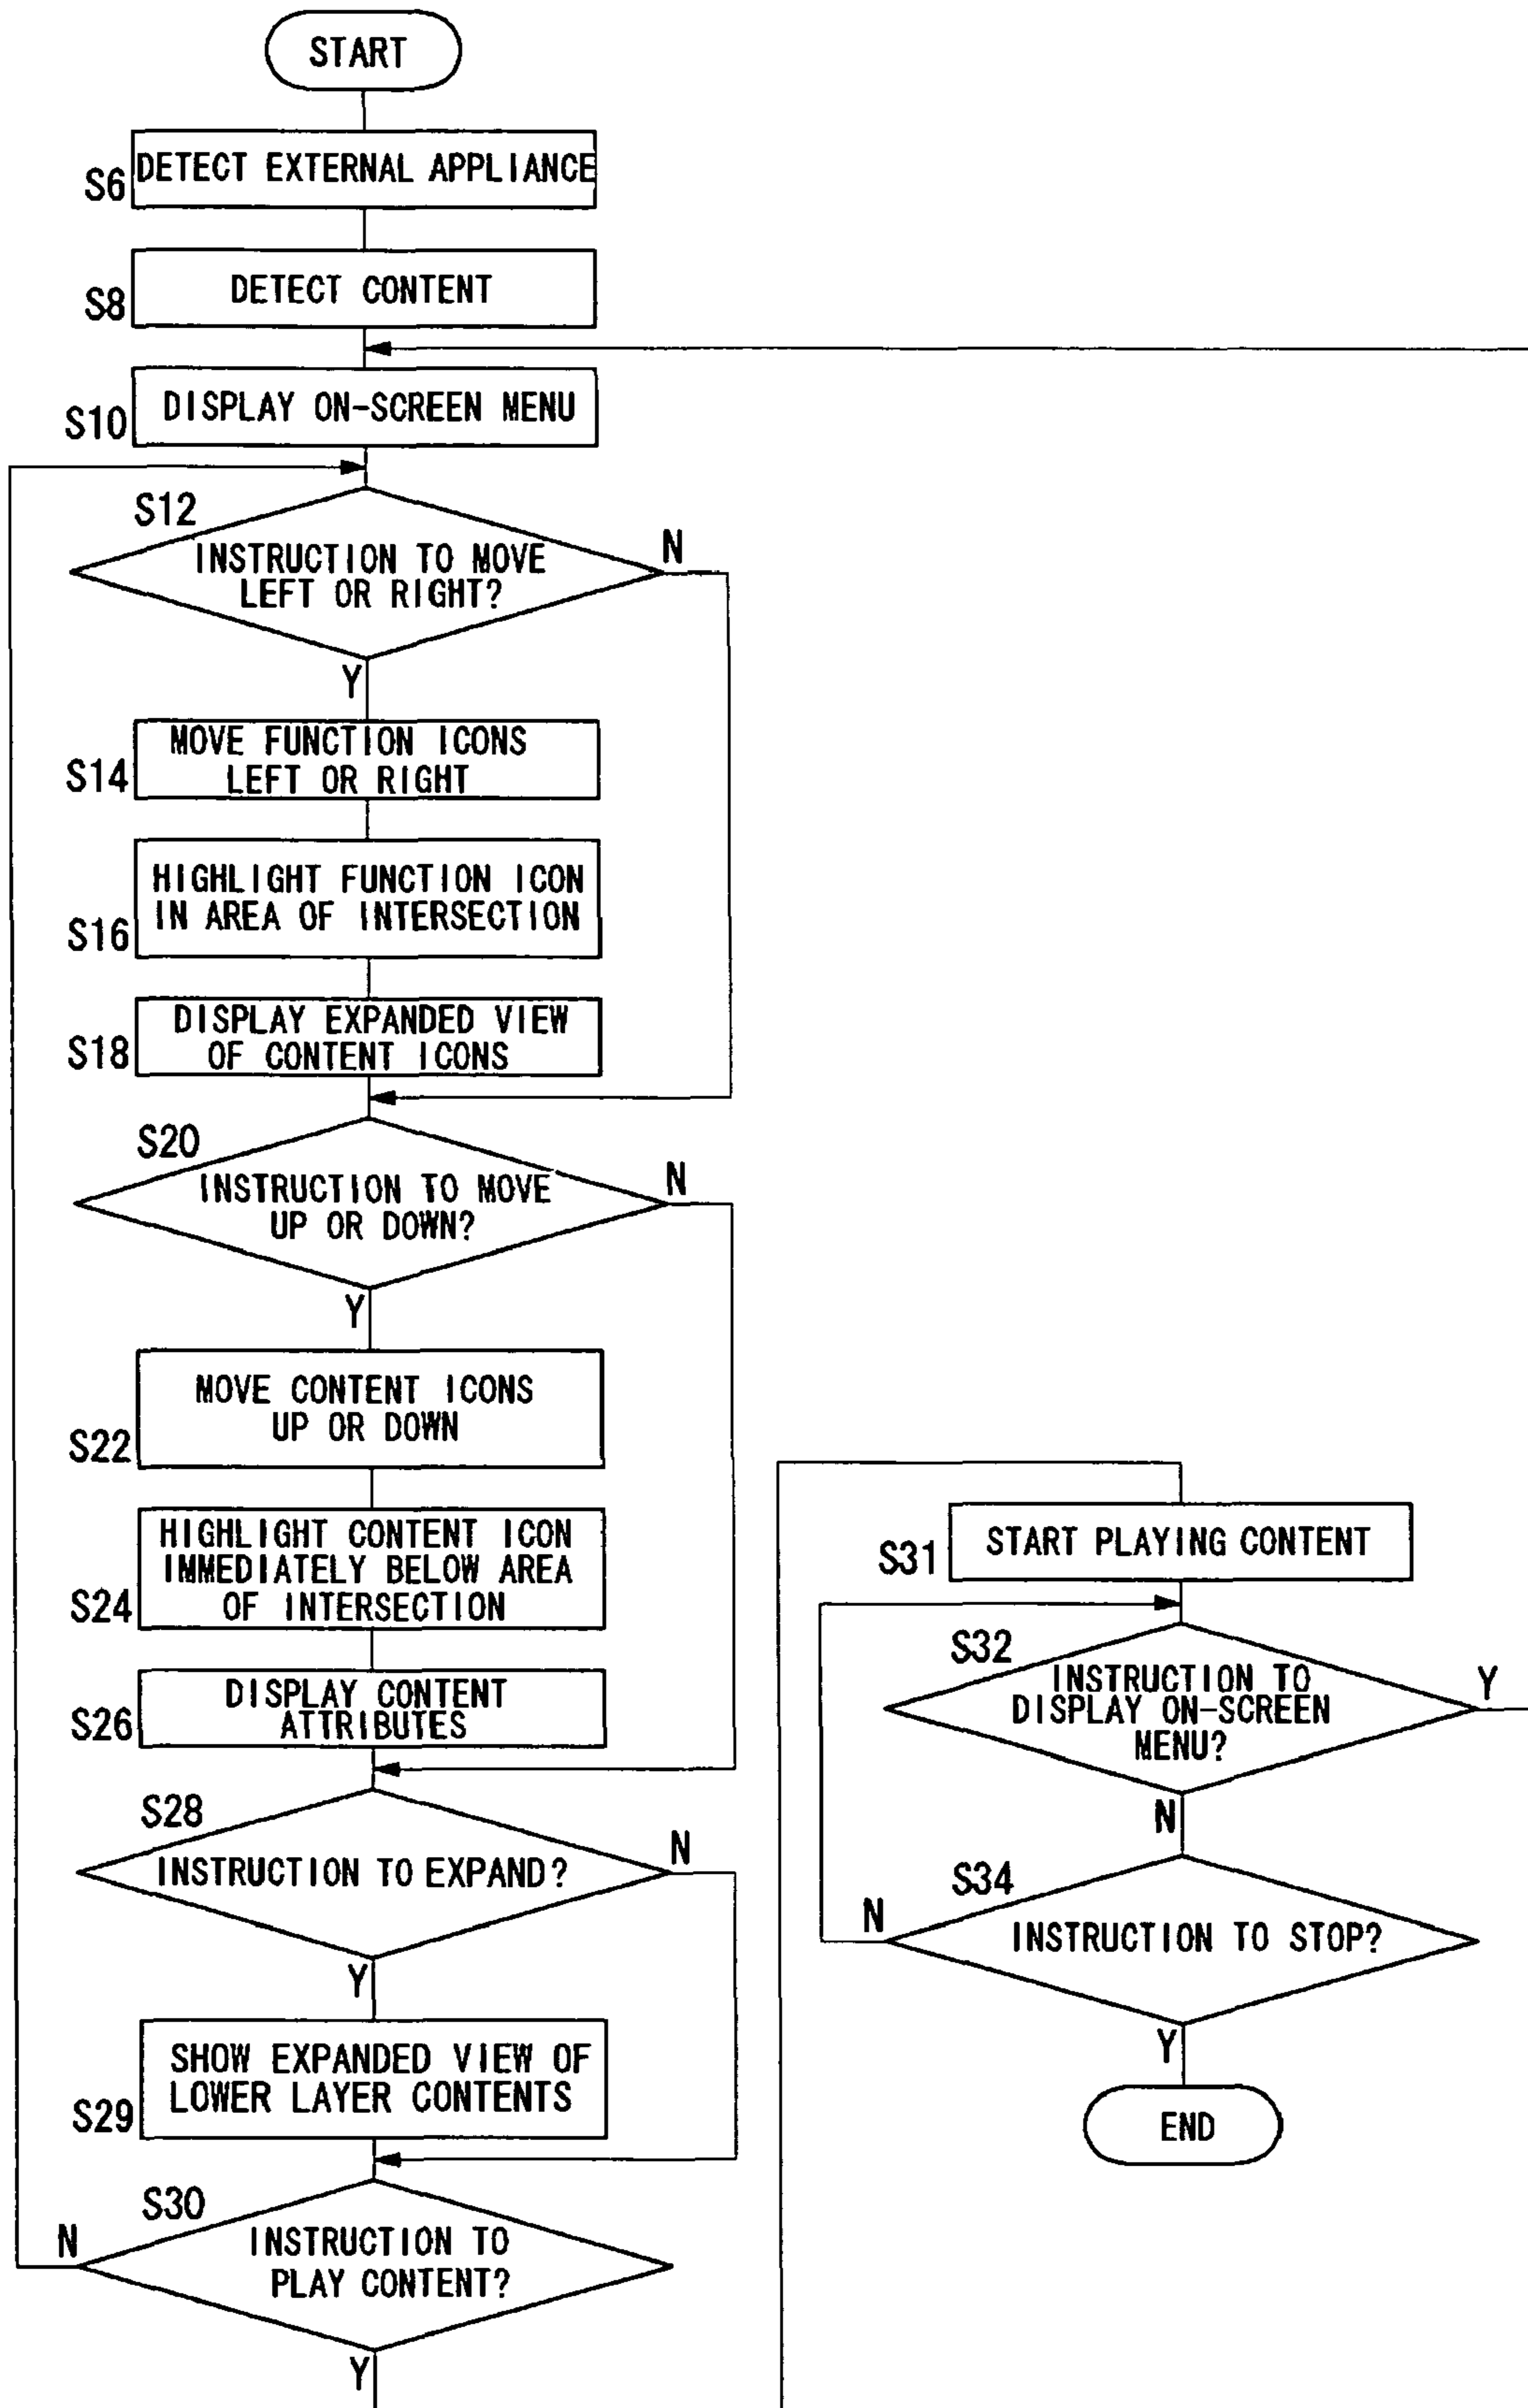 START
S6
DETECT EXTERNAL APPLIANCE
S8
DETECT CONTENT
S10
DISPLAY ON-SCREEN MENU
S12
INSTRUCTION TO MOVE
LEFT OR RIGHT?
N
Y
S14
MOVE FUNCTION ICONS
LEFT OR RIGHT
S16
HIGHLIGHT FUNCTION ICON
IN AREA OF INTERSECTION
S18
DISPLAY EXPANDED VIEW
OF CONTENT ICONS
S20
INSTRUCTION TO MOVE
UP OR DOWN?
N
Y
S22
MOVE CONTENT ICONS
UP OR DOWN
S24
HIGHLIGHT CONTENT ICON
IMMEDIATELY BELOW AREA
OF INTERSECTION
S26
DISPLAY CONTENT
ATTRIBUTES
S28
INSTRUCTION TO EXPAND?
N
Y
S29
SHOW EXPANDED VIEW OF
LOWER LAYER CONTENTS
S30
INSTRUCTION TO
PLAY CONTENT?
N
Y
S31
START PLAYING CONTENT
S32
INSTRUCTION TO
DISPLAY ON-SCREEN
MENU?
Y
N
S34
INSTRUCTION TO STOP?
N
Y
END